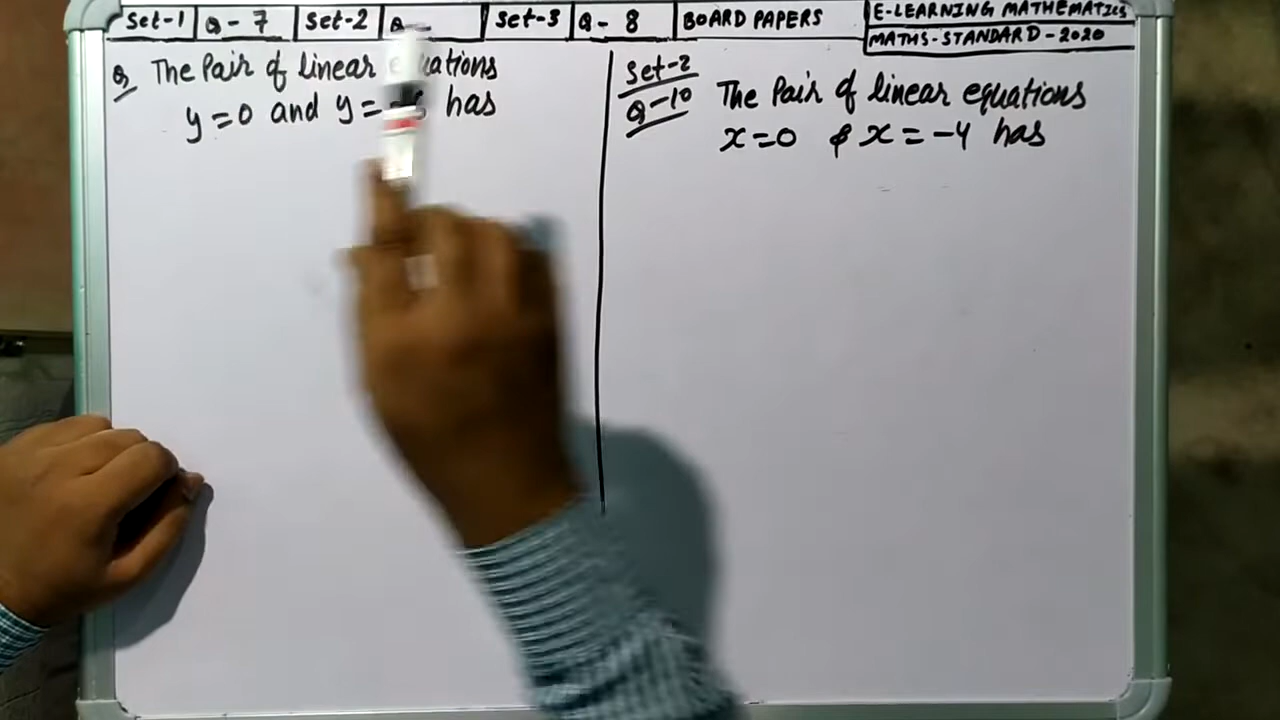 Set-1 Q-7 Set-2 Q- Set-3 Q-8 BOARD PAPERS E-LEARNING MATHEMATICS
MATHS-STANDARD-2020
Q, The Pair of linear equations
y=0 and y= has
Set-2
Q-10
The Pair of linear equations
x=0 & x=-4 has